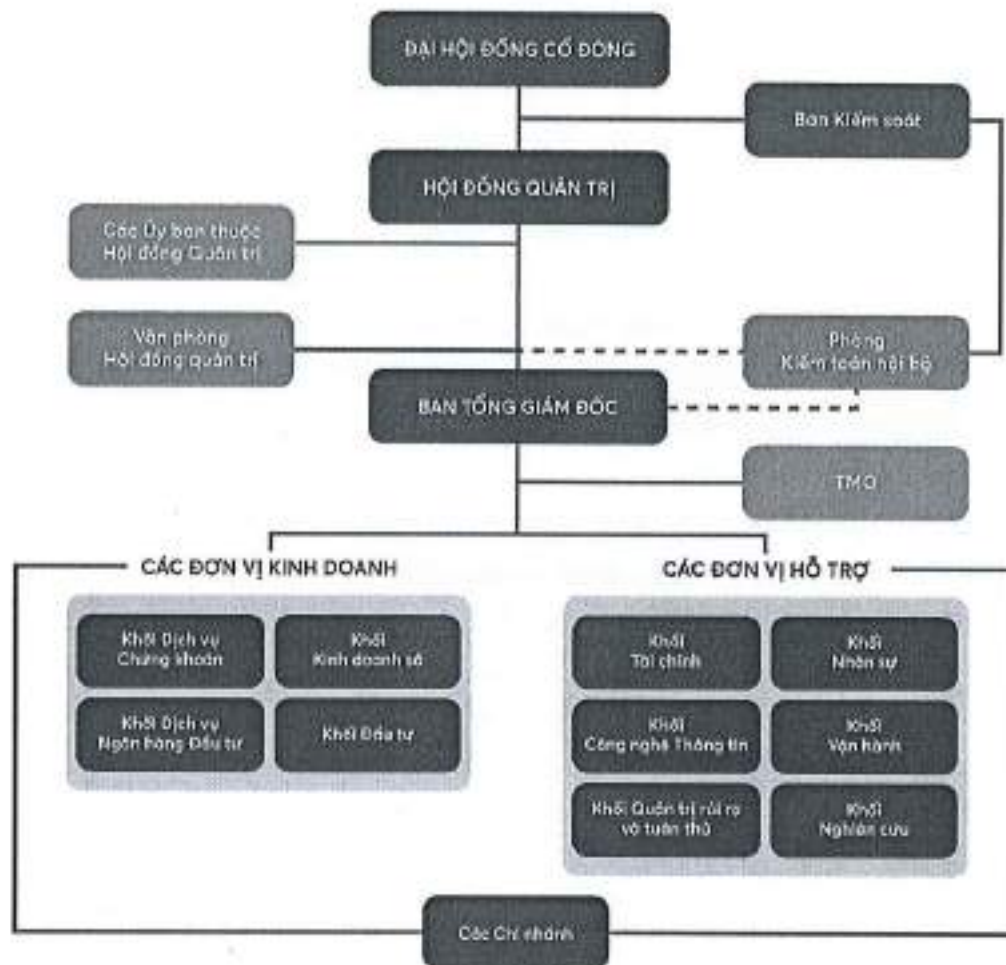 ĐẠI HỘI ĐỒNG CỔ ĐÔNG
Ban Kiểm soát
HỘI ĐỒNG QUẢN TRỊ
Các Ủy ban thuộc
Hội đồng Quản trị
Văn phòng
Hội đồng quản trị
Phòng
Kiểm toán nội bộ
BAN TỔNG GIÁM ĐỐC
TMO
CÁC ĐƠN VỊ KINH DOANH
CÁC ĐƠN VỊ HỖ TRỢ
Khối Dịch vụ
Chứng khoán
Khối
Kinh doanh số
Khối Dịch vụ
Ngân hàng Đầu tư
Khối Đầu tư
Khối
Tài chính
Khối
Nhân sự
Khối
Công nghệ Thông tin
Khối
Vận hành
Khối Quản trị rủi ro
và tuân thủ
Khối
Nghiên cứu
Các Chi nhánh